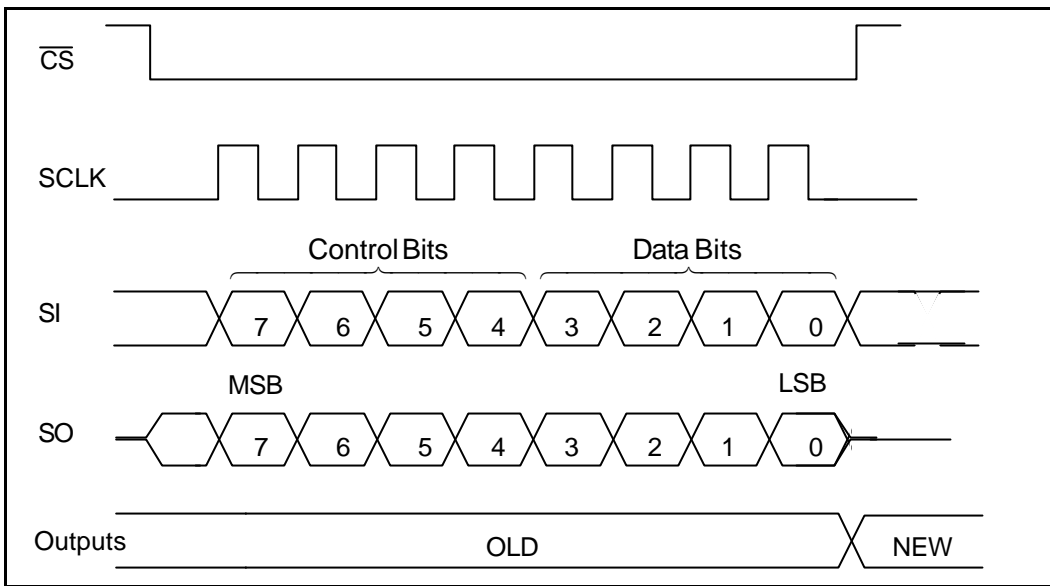 CS
SCLK
Control Bits Data Bits
SI 7 6 5 4 3 2 1 0
MSB LSB
SO 7 6 5 4 3 2 1 0
Outputs OLD NEW